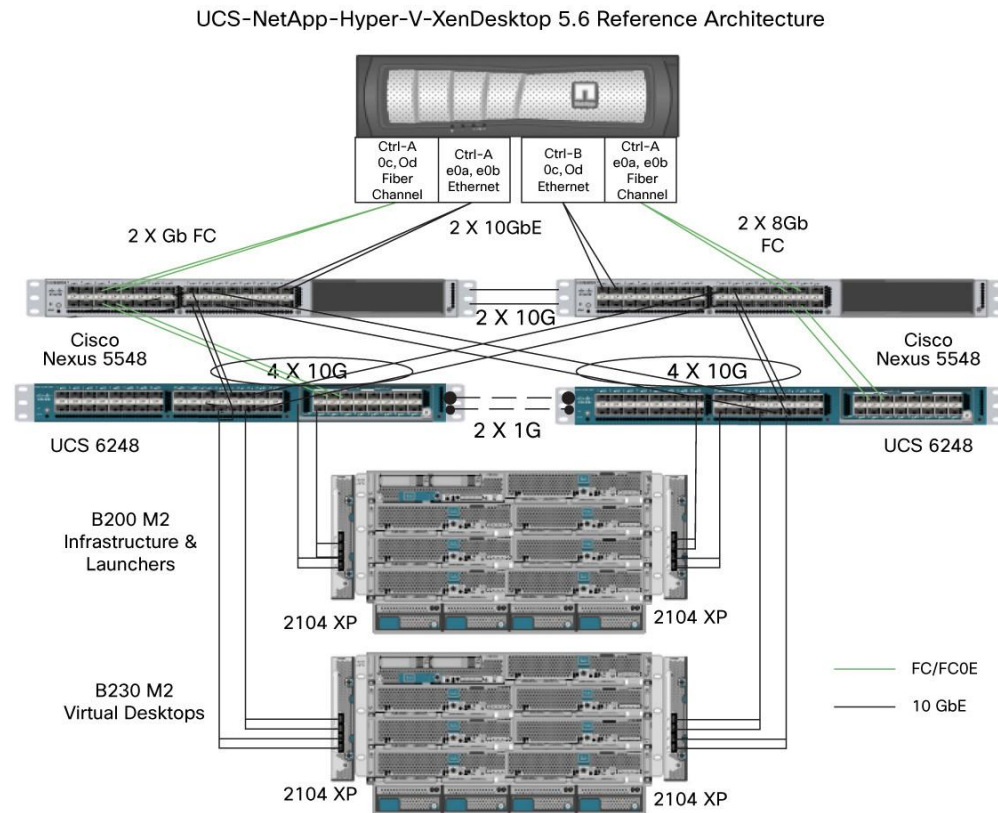 UCS-NetApp-Hyper-V-XenDesktop 5.6 Reference Architecture
Ctrl-A
0c, Od
Fiber
Channel
Ctrl-A
e0a, e0b
Ethernet
Ctrl-B
0c, Od
Ethernet
Ctrl-A
e0a, e0b
Fiber
Channel
2 X Gb FC
2 X 10GbE
2 X 8Gb
FC
2 X 10G
Cisco
Nexus 5548
Cisco
Nexus 5548
4 X 10G
4 X 10G
2 X 1G
UCS 6248
UCS 6248
B200 M2
Infrastructure &
Launchers
2104 XP
2104 XP
B230 M2
Virtual Desktops
FC/FC0E
10 GbE
2104 XP
2104 XP